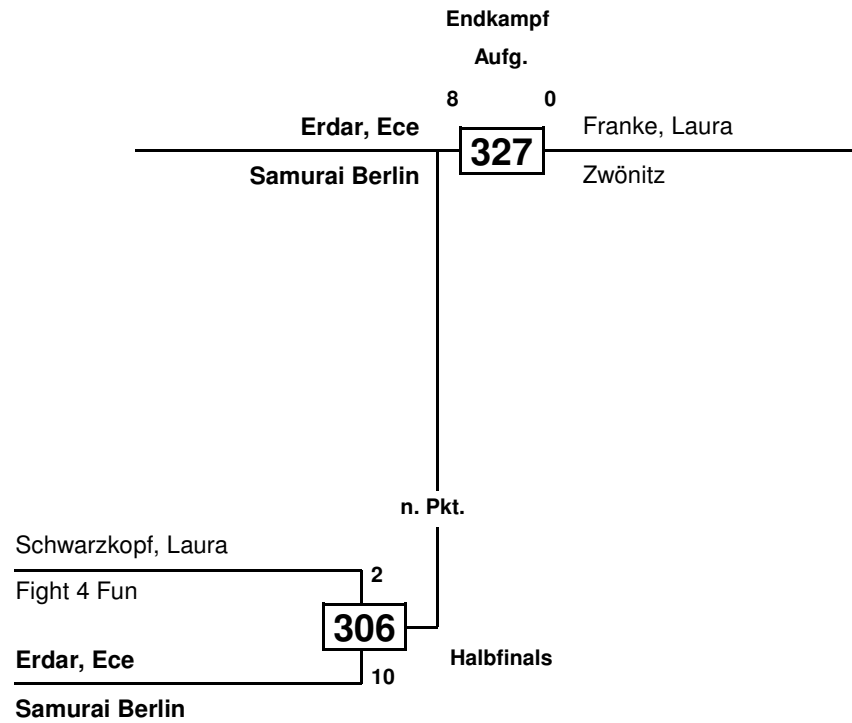 Endkampf
Aufg.
8 0
Erdar, Ece 327 Franke, Laura
Samurai Berlin Zwönitz
n. Pkt.
Schwarzkopf, Laura
2
Fight 4 Fun
306
Erdar, Ece Halbfinals
10
Samurai Berlin